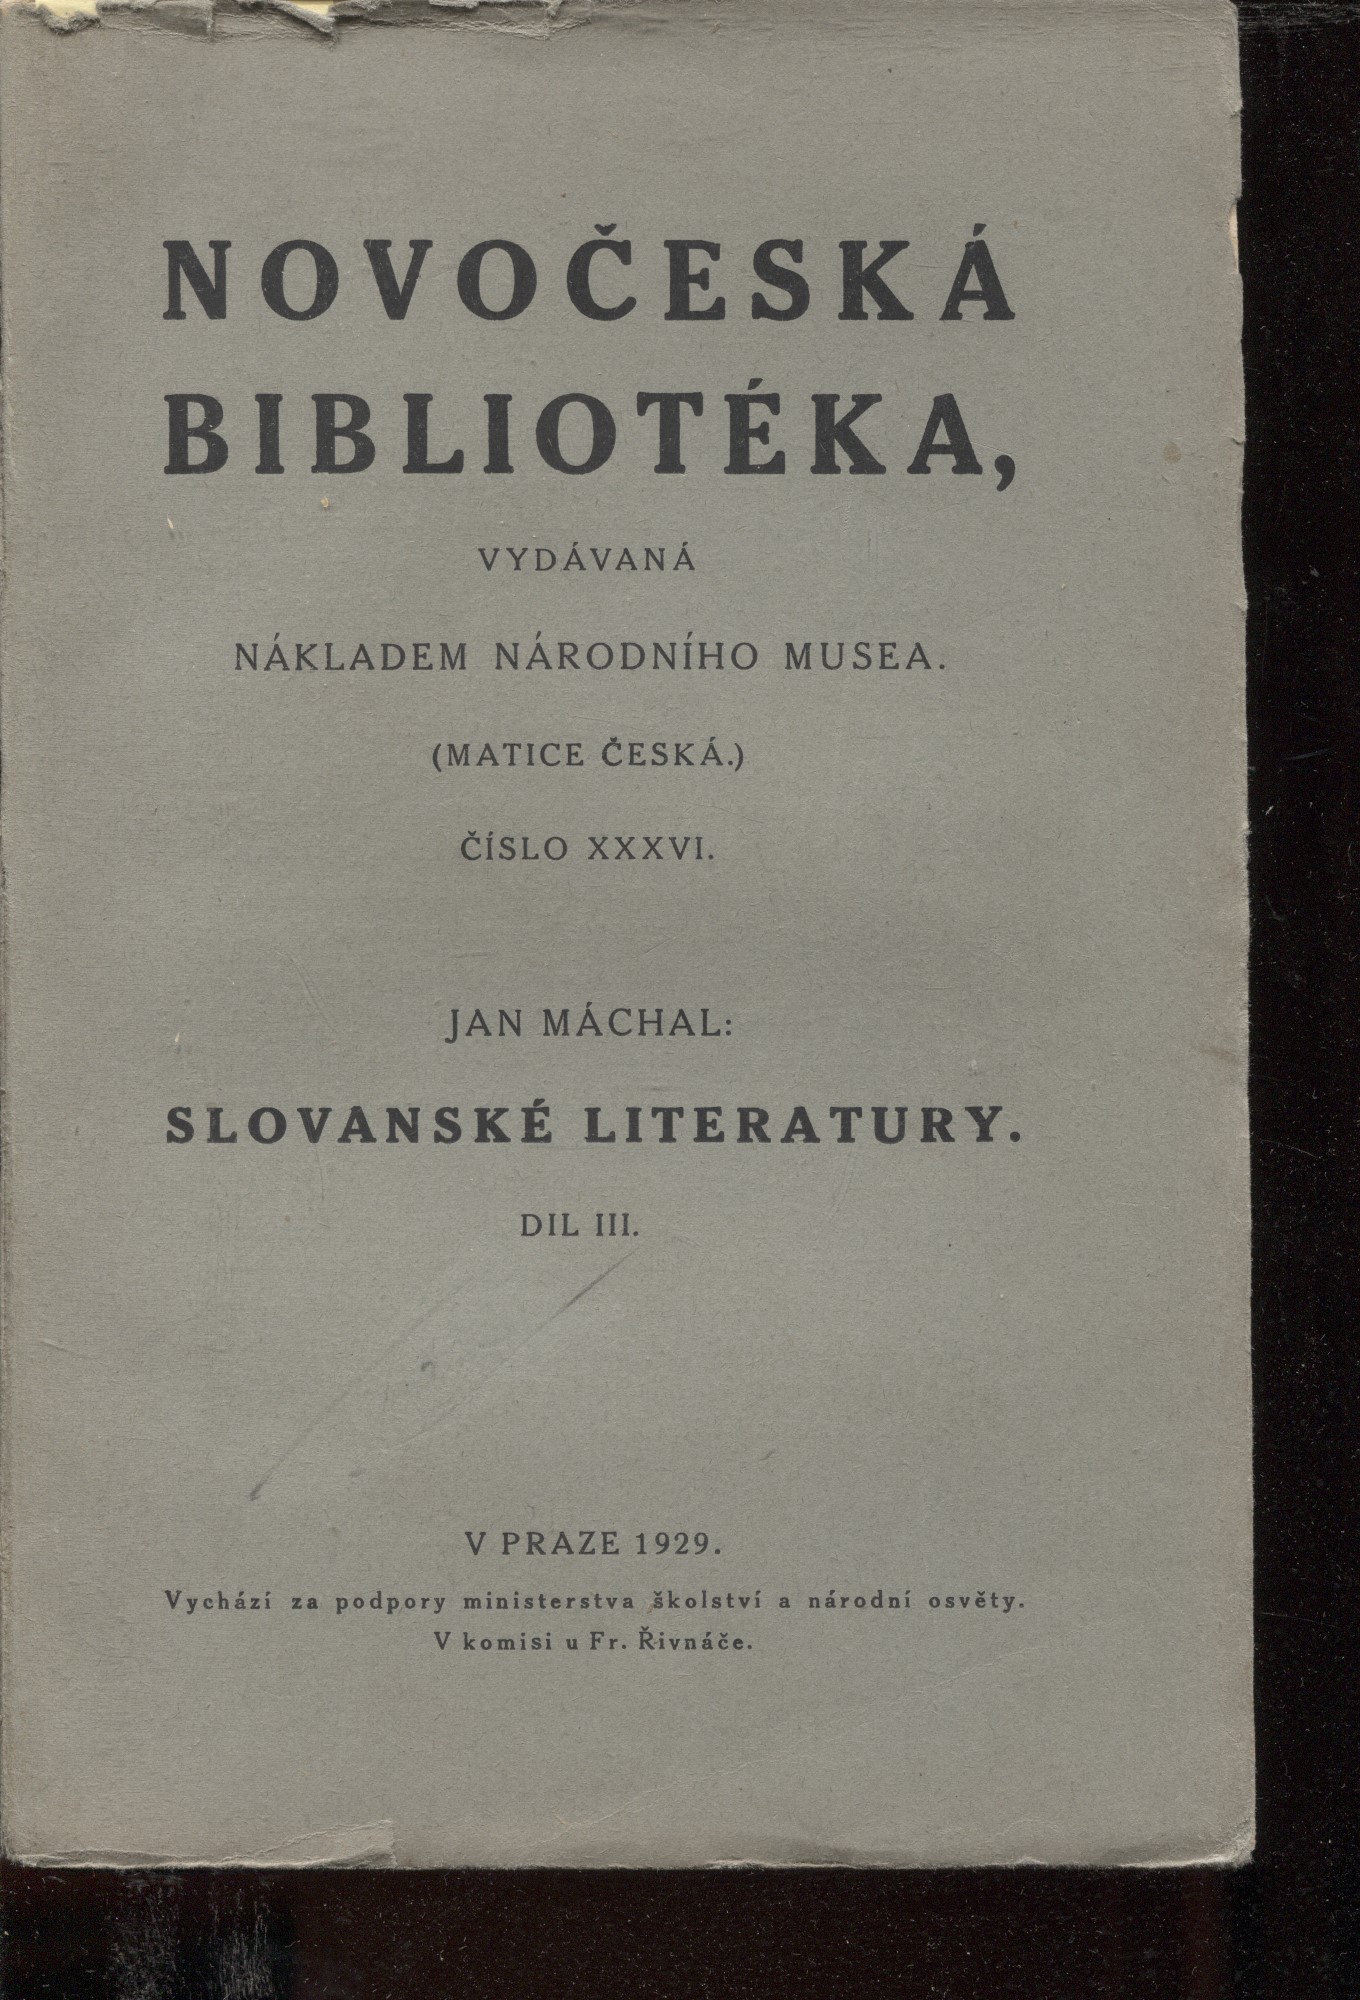 NOVOČESKÁ
BIBLIOTÉKA,
VYDÁVANÁ
NÁKLADEM NÁRODNÍHO MUSEA.
(MATICE ČESKÁ.)
ČÍSLO XXXVI.
JAN MÁCHAL:
SLOVANSKÉ LITERATURY.
DIL III.
V PRAZE 1929.
Vychází za podpory ministerstva školství a národní osvěty.
V komisi u Fr. Řivnáče.